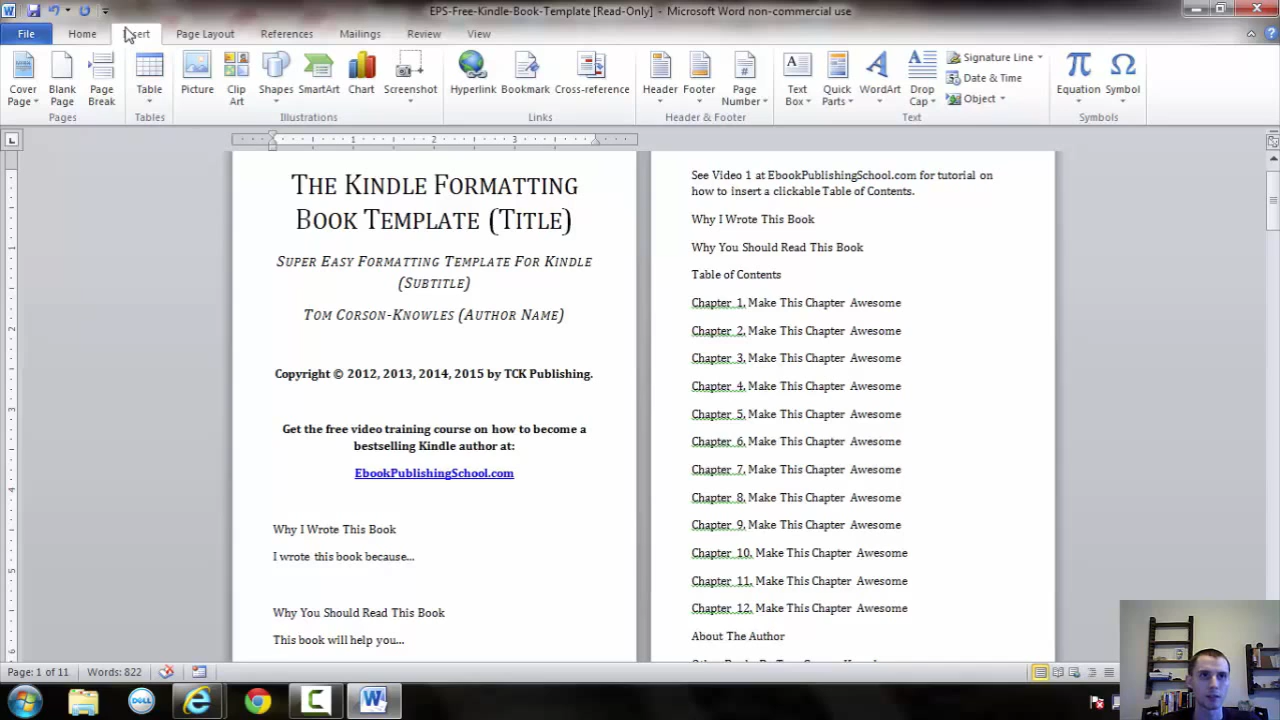 EPS-Free-Kindle-Book-Template [Read-Only] - Microsoft Word non-commercial use
File Home Insert Page Layout References Mailings Review View
Cover Page Blank Page Page Break Table Picture Clip Art Shapes SmartArt Chart Screenshot Hyperlink Bookmark Cross-reference Header Footer Page Number Text Box Quick Parts WordArt Drop Cap Signature Line Date & Time Object Equation Symbol
Pages Tables Illustrations Links Header & Footer Text Symbols
1 2 3
THE KINDLE FORMATTING
BOOK TEMPLATE (TITLE)
SUPER EASY FORMATTING TEMPLATE FOR KINDLE
(SUBTITLE)
TOM CORSON-KNOWLES (AUTHOR NAME)
Copyright © 2012, 2013, 2014, 2015 by TCK Publishing.
Get the free video training course on how to become a
bestselling Kindle author at:
EbookPublishingSchool.com
Why I Wrote This Book
I wrote this book because...
Why You Should Read This Book
This book will help you...
See Video 1 at EbookPublishingSchool.com for tutorial on
how to insert a clickable Table of Contents.
Why I Wrote This Book
Why You Should Read This Book
Table of Contents
Chapter 1, Make This Chapter Awesome
Chapter 2, Make This Chapter Awesome
Chapter 3, Make This Chapter Awesome
Chapter 4, Make This Chapter Awesome
Chapter 5, Make This Chapter Awesome
Chapter 6, Make This Chapter Awesome
Chapter 7, Make This Chapter Awesome
Chapter 8, Make This Chapter Awesome
Chapter 9, Make This Chapter Awesome
Chapter 10, Make This Chapter Awesome
Chapter 11, Make This Chapter Awesome
Chapter 12, Make This Chapter Awesome
About The Author
Page: 1 of 11 Words: 822
DELL